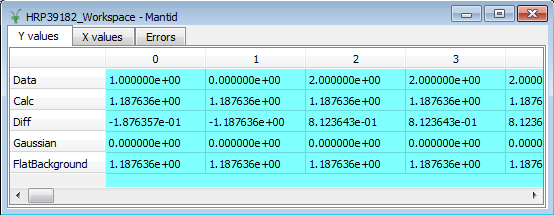 HRP39182_Workspace - Mantid
Y values X values Errors
0 1 2 3
Data 1.000000e+00 0.000000e+00 2.000000e+00 2.000000e+00 2.0000
Calc 1.187636e+00 1.187636e+00 1.187636e+00 1.187636e+00 1.1876
Diff -1.876357e-01 -1.187636e+00 8.123643e-01 8.123643e-01 8.1236
Gaussian 0.000000e+00 0.000000e+00 0.000000e+00 0.000000e+00 0.0000
FlatBackground 1.187636e+00 1.187636e+00 1.187636e+00 1.187636e+00 1.1876